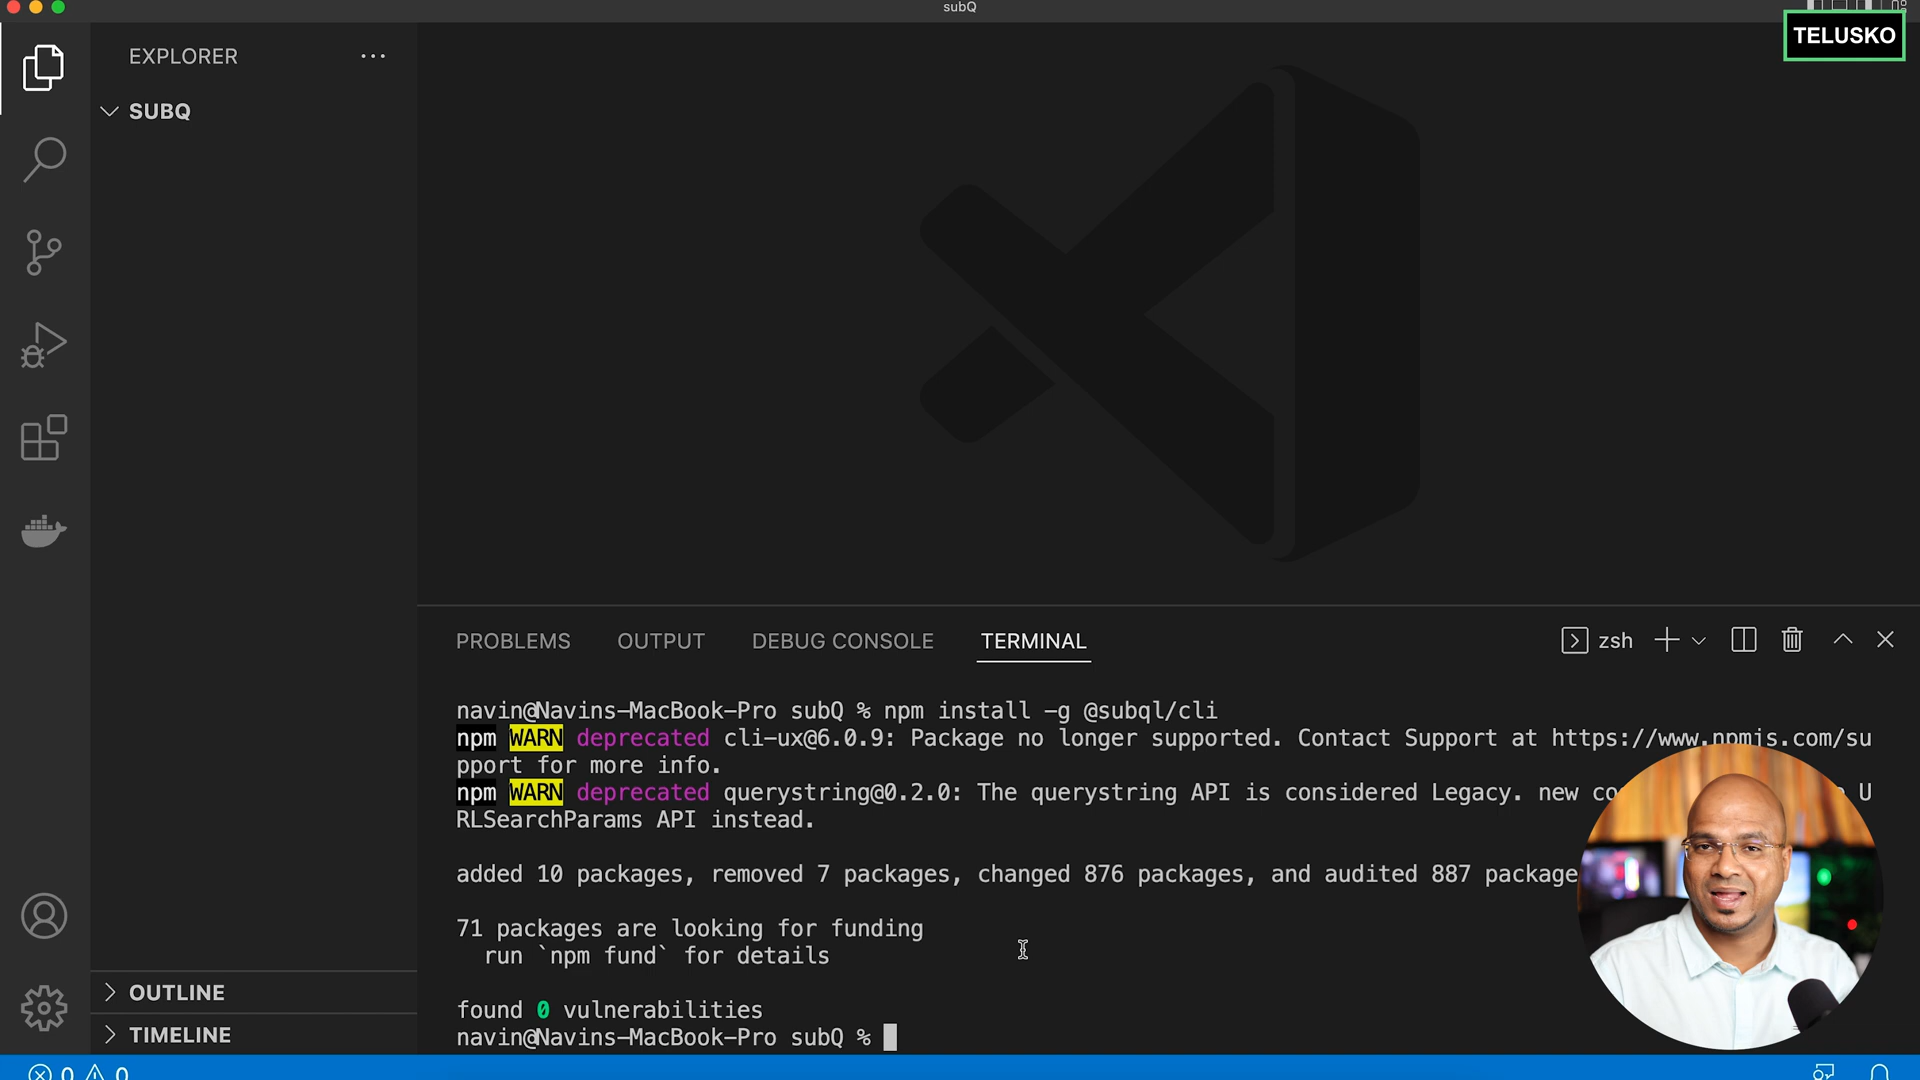 subQ
TELUSKO
EXPLORER
SUBQ
OUTLINE
TIMELINE
PROBLEMS OUTPUT DEBUG CONSOLE TERMINAL
zsh
navin@Navins-MacBook-Pro subQ % npm install -g @subql/cli
npm WARN deprecated cli-ux@6.0.9: Package no longer supported. Contact Support at https://www.npmjs.com/su
pport for more info.
npm WARN deprecated querystring@0.2.0: The querystring API is considered Legacy. new U
RLSearchParams API instead.
added 10 packages, removed 7 packages, changed 876 packages, and audited 887 package
71 packages are looking for funding
run `npm fund` for details
found 0 vulnerabilities
navin@Navins-MacBook-Pro subQ %
0 0